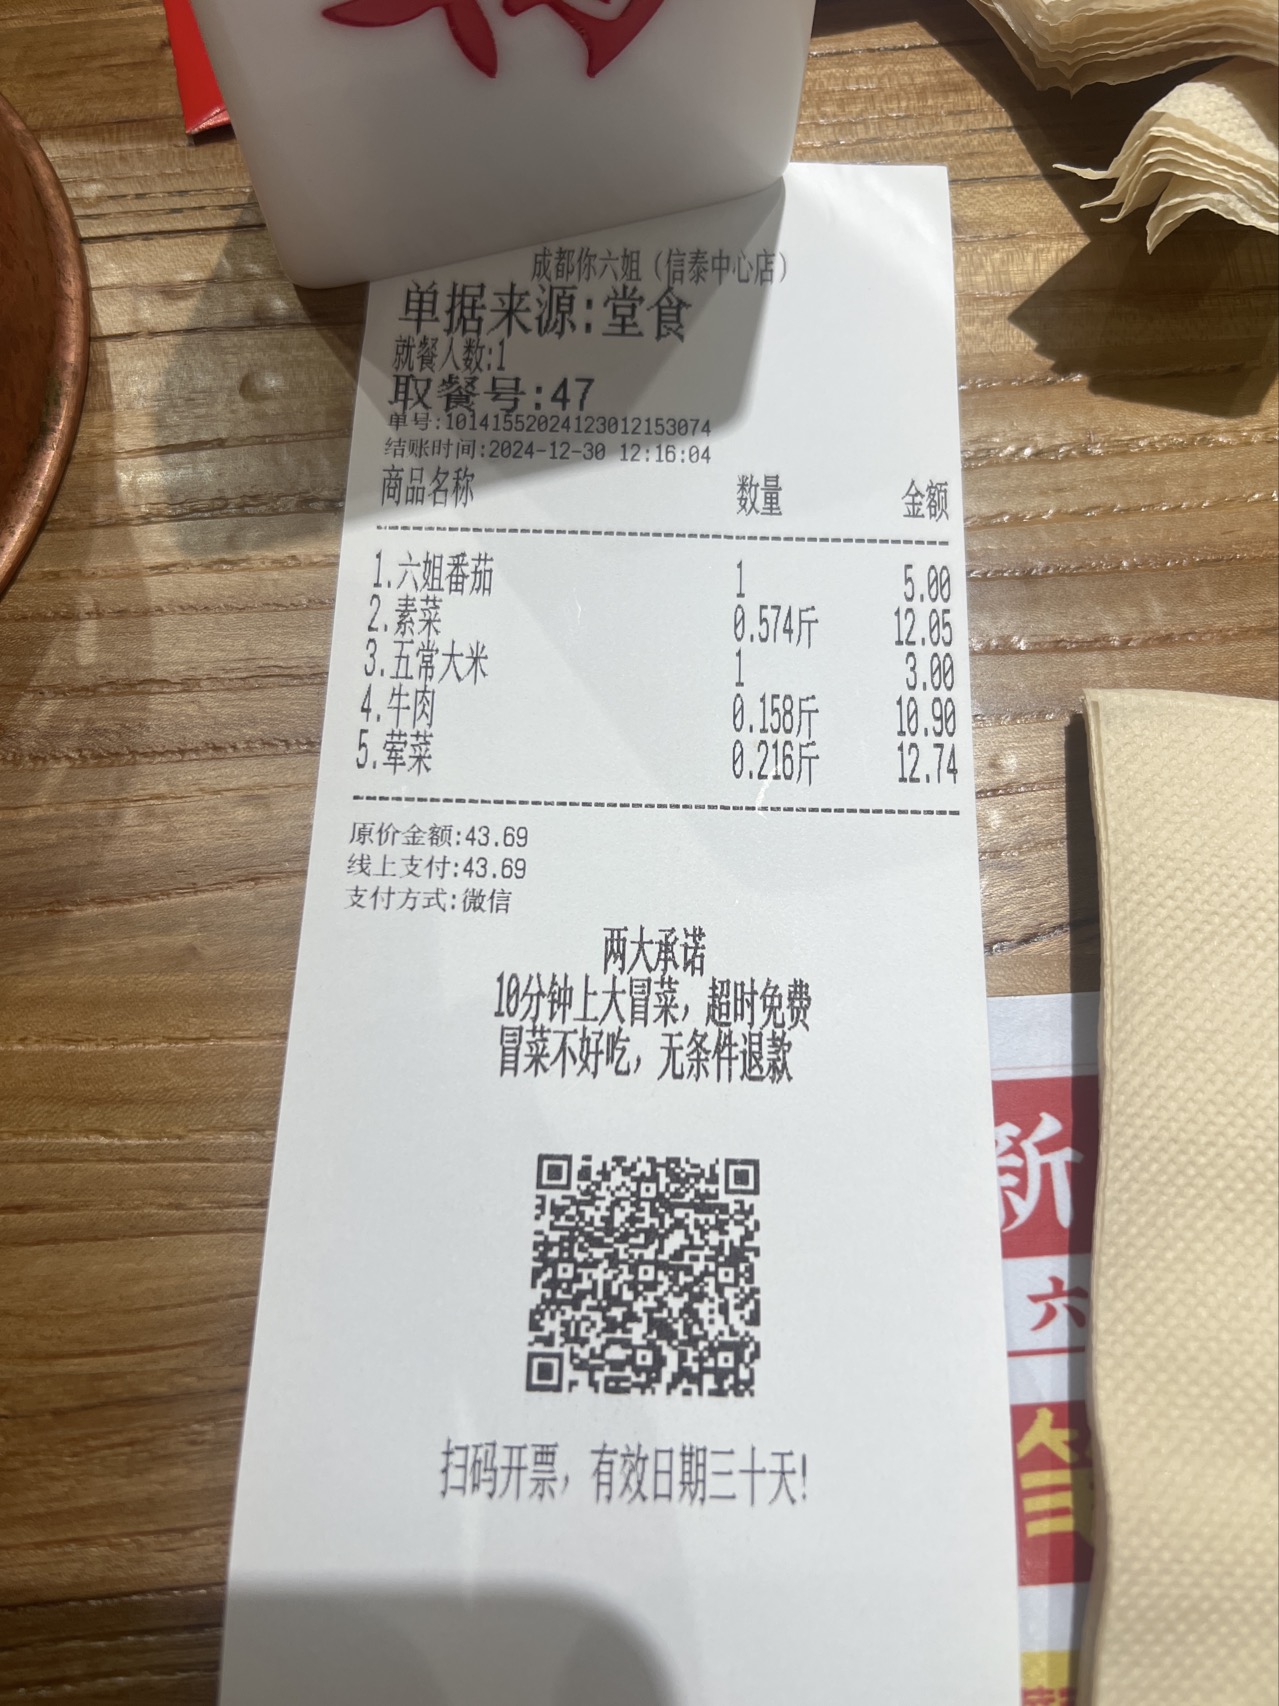 成都你六姐（信泰中心店）
单据来源:堂食
就餐人数:1
取餐号:47
单号:10141552024123012153074
结账时间:2024-12-30 12:16:04
商品名称 数量 金额
1.六姐番茄 1 5.00
2.素菜 0.574斤 12.05
3.五常大米 1 3.00
4.牛肉 0.158斤 10.90
5.荤菜 0.216斤 12.74
原价金额:43.69
线上支付:43.69
支付方式:微信
两大承诺
10分钟上大冒菜，超时免费
冒菜不好吃，无条件退款
扫码开票，有效日期三十天!
新
六